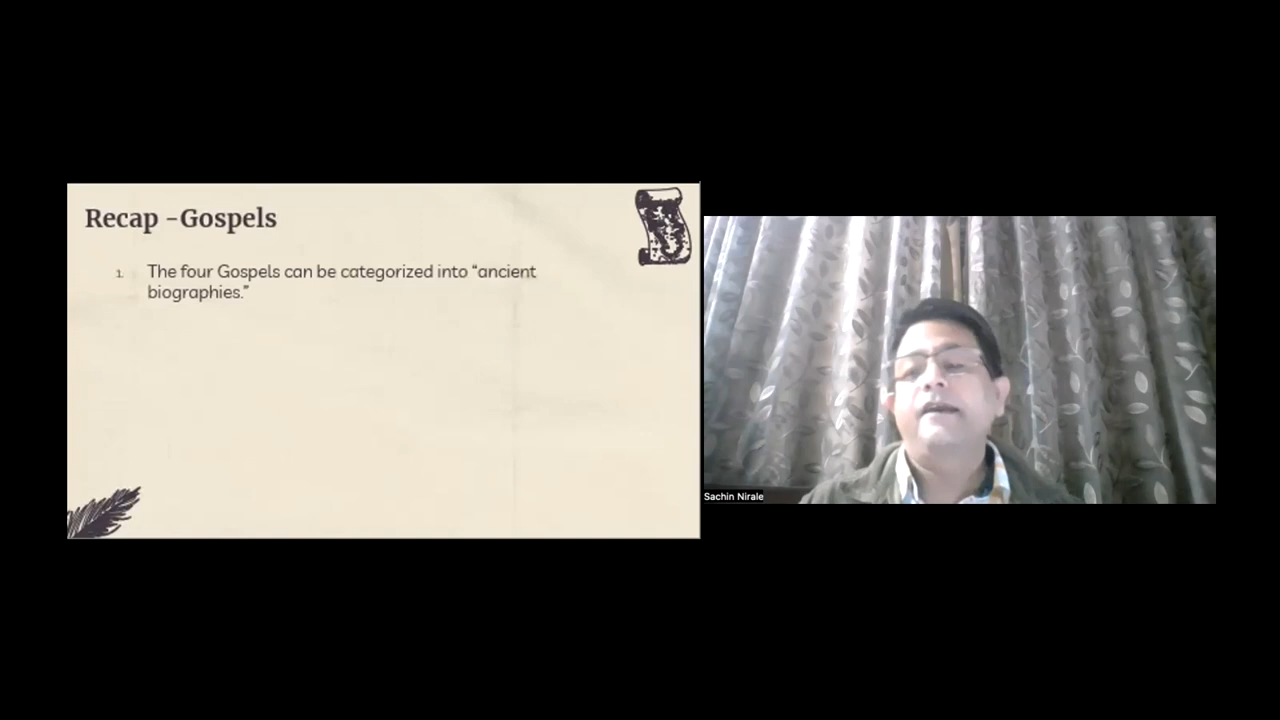 Recap -Gospels
1. The four Gospels can be categorized into “ancient
biographies.”
Sachin Nirale